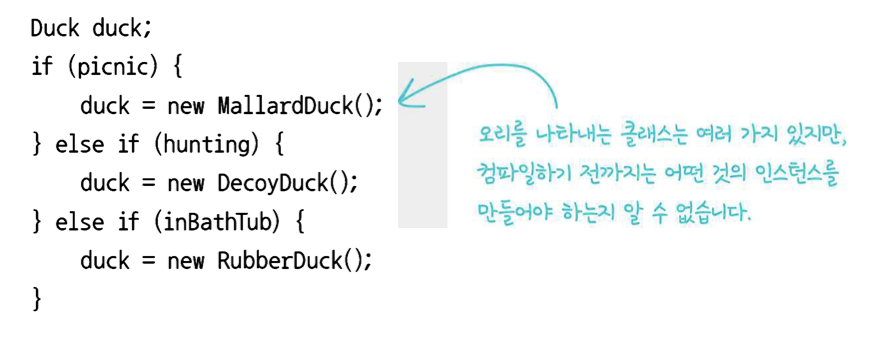 Duck duck;
if (picnic) {
    duck = new MallardDuck();
} else if (hunting) {
    duck = new DecoyDuck();
} else if (inBathTub) {
    duck = new RubberDuck();
}
오리를 나타내는 클래스는 여러 가지 있지만,
컴파일하기 전까지는 어떤 것의 인스턴스를
만들어야 하는지 알 수 없습니다.